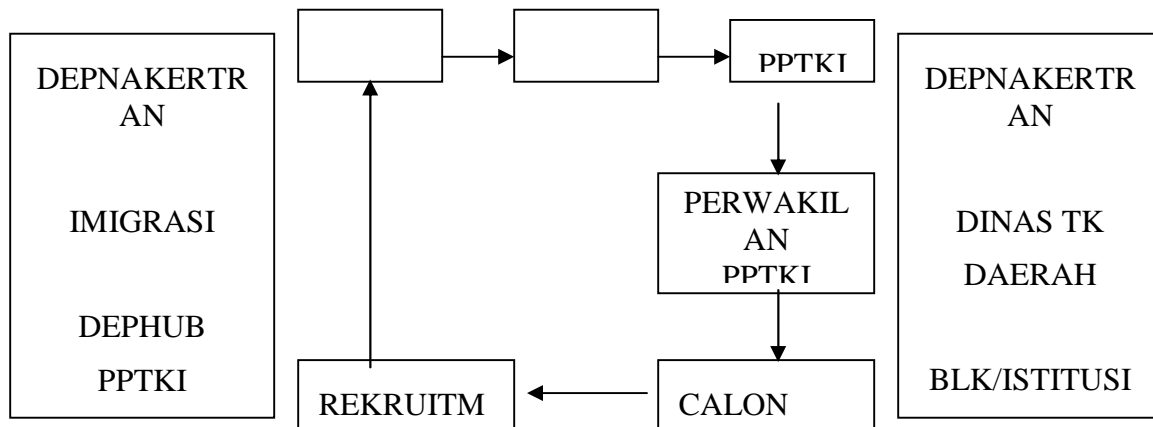 DEPNAKERTR
AN
IMIGRASI
DEPHUB
PPTKI
PPTKI
PERWAKIL
AN
PPTKI
CALON
REKRUITM
DEPNAKERTR
AN
DINAS TK
DAERAH
BLK/ISTITUSI